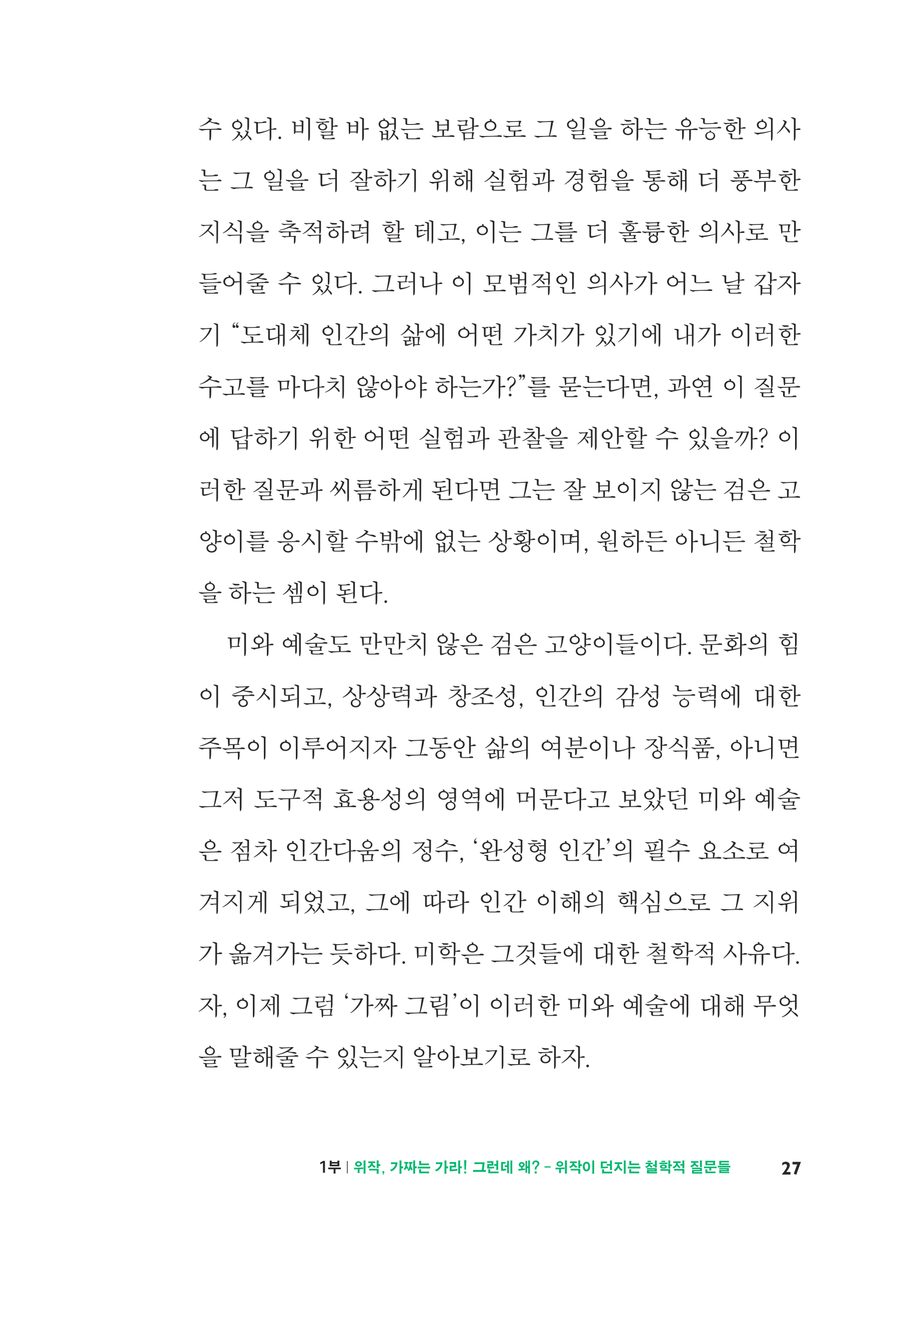 수 있다. 비할 바 없는 보람으로 그 일을 하는 유능한 의사
는 그 일을 더 잘하기 위해 실험과 경험을 통해 더 풍부한
지식을 축적하려 할 테고, 이는 그를 더 훌륭한 의사로 만
들어줄 수 있다. 그러나 이 모범적인 의사가 어느 날 갑자
기 “도대체 인간의 삶에 어떤 가치가 있기에 내가 이러한
수고를 마다치 않아야 하는가?”를 묻는다면, 과연 이 질문
에 답하기 위한 어떤 실험과 관찰을 제안할 수 있을까? 이
러한 질문과 씨름하게 된다면 그는 잘 보이지 않는 검은 고
양이를 응시할 수밖에 없는 상황이며, 원하든 아니든 철학
을 하는 셈이 된다.
미와 예술도 만만치 않은 검은 고양이들이다. 문화의 힘
이 중시되고, 상상력과 창조성, 인간의 감성 능력에 대한
주목이 이루어지자 그동안 삶의 여분이나 장식품, 아니면
그저 도구적 효용성의 영역에 머문다고 보았던 미와 예술
은 점차 인간다움의 정수, ‘완성형 인간’의 필수 요소로 여
겨지게 되었고, 그에 따라 인간 이해의 핵심으로 그 지위
가 옮겨가는 듯하다. 미학은 그것들에 대한 철학적 사유다.
자, 이제 그럼 ‘가짜 그림’이 이러한 미와 예술에 대해 무엇
을 말해줄 수 있는지 알아보기로 하자.
1부 | 위작, 가짜는 가라! 그런데 왜? - 위작이 던지는 철학적 질문들 27